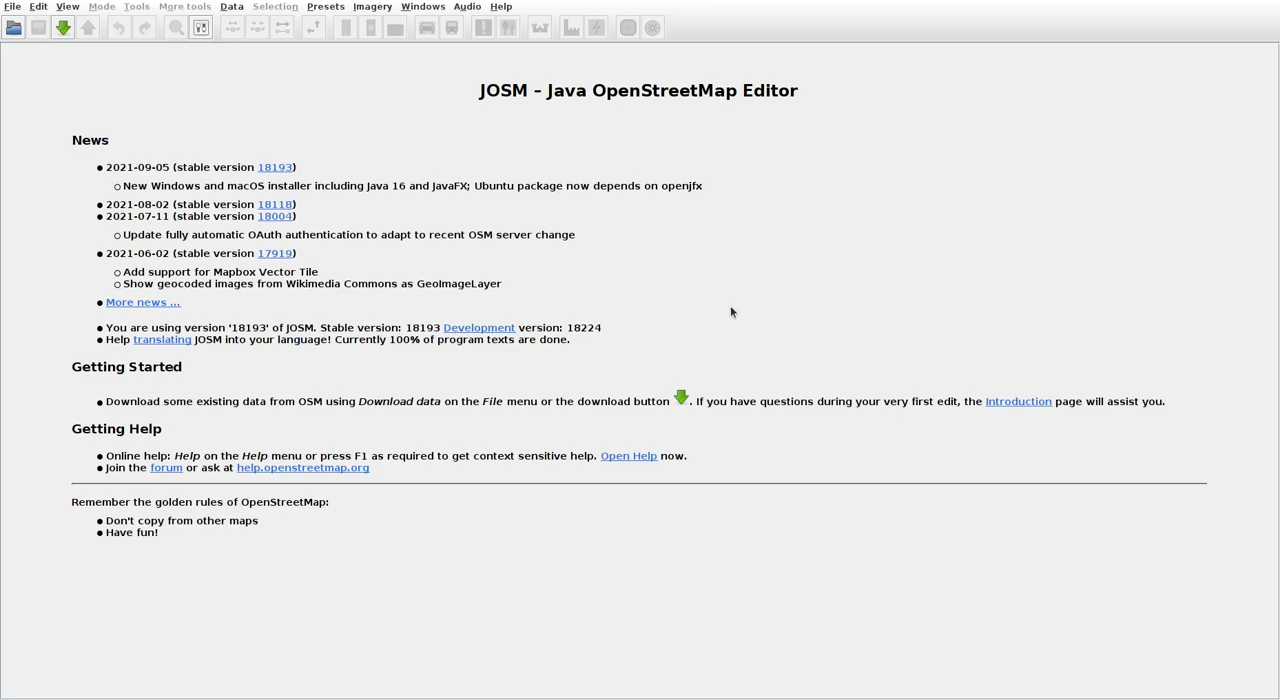 File Edit View Mode Tools More tools Data Selection Presets Imagery Windows Audio Help
JOSM – Java OpenStreetMap Editor
News
2021-09-05 (stable version 18193)
New Windows and macOS installer including Java 16 and JavaFX; Ubuntu package now depends on openjfx
2021-08-02 (stable version 18118)
2021-07-11 (stable version 18004)
Update fully automatic OAuth authentication to adapt to recent OSM server change
2021-06-02 (stable version 17919)
Add support for Mapbox Vector Tile
Show geocoded images from Wikimedia Commons as GeoImageLayer
More news ...
You are using version '18193' of JOSM. Stable version: 18193 Development version: 18224
Help translating JOSM into your language! Currently 100% of program texts are done.
Getting Started
Download some existing data from OSM using Download data on the File menu or the download button . If you have questions during your very first edit, the Introduction page will assist you.
Getting Help
Online help: Help on the Help menu or press F1 as required to get context sensitive help. Open Help now.
Join the forum or ask at help.openstreetmap.org
Remember the golden rules of OpenStreetMap:
Don't copy from other maps
Have fun!